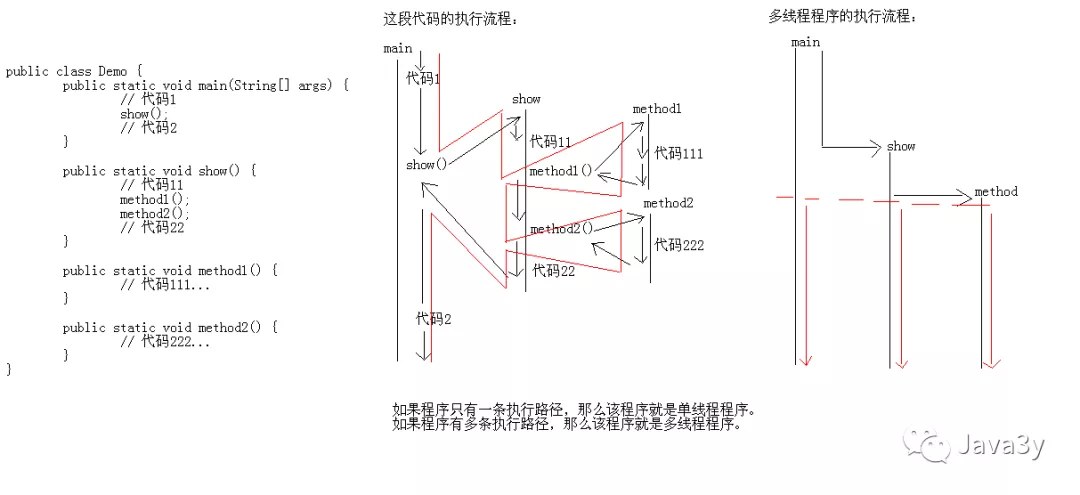 public class Demo {
public static void main(String[] args) {
// 代码1
show();
// 代码2
}
public static void show() {
// 代码11
method1();
method2();
// 代码22
}
public static void method1() {
// 代码111...
}
public static void method2() {
// 代码222...
}
}
这段代码的执行流程：
main
代码1
show
method1
代码11
代码111
show()
method1()
method2
method2()
代码222
代码22
代码2
多线程程序的执行流程：
main
show
method
如果程序只有一条执行路径，那么该程序就是单线程程序。
如果程序有多条执行路径，那么该程序就是多线程程序。
Java3y